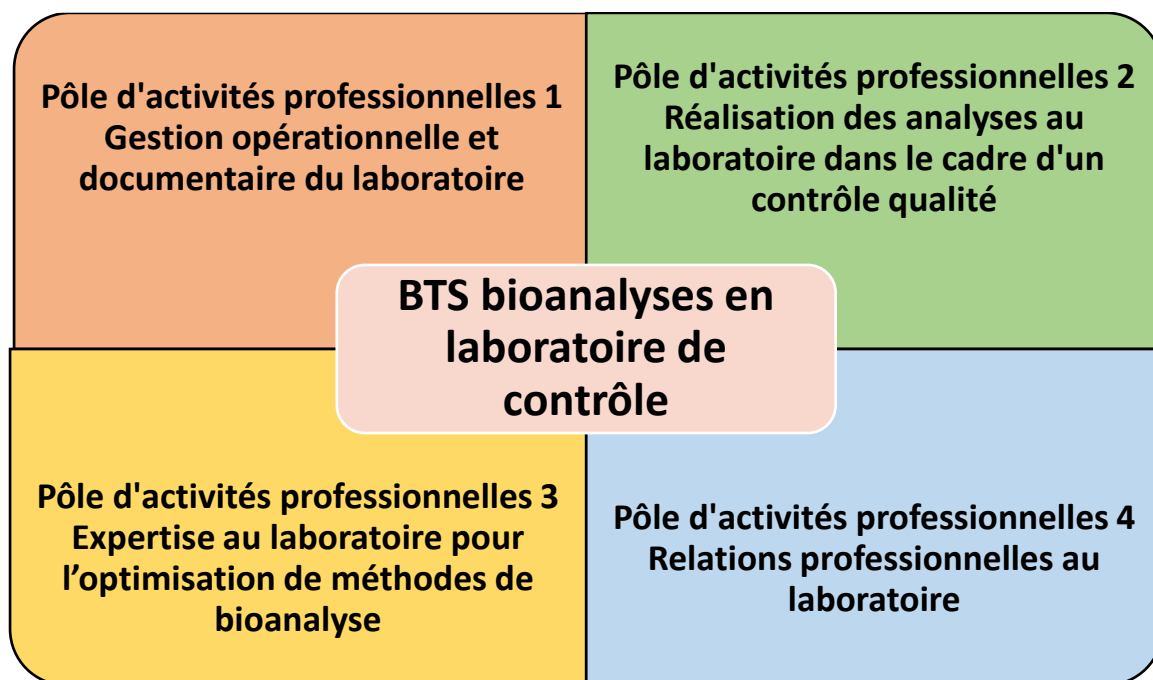 Pôle d'activités professionnelles 1
Gestion opérationnelle et
documentaire du laboratoire
Pôle d'activités professionnelles 2
Réalisation des analyses au
laboratoire dans le cadre d'un
contrôle qualité
BTS bioanalyses en
laboratoire de
contrôle
Pôle d'activités professionnelles 3
Expertise au laboratoire pour
l’optimisation de méthodes de
bioanalyse
Pôle d'activités professionnelles 4
Relations professionnelles au
laboratoire